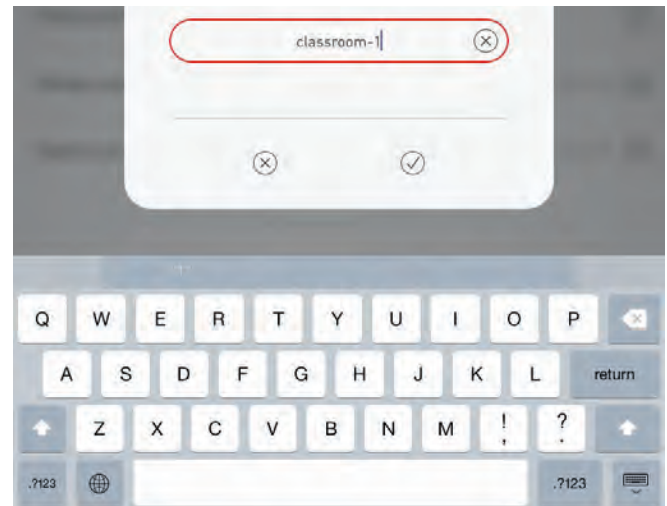 classroom-1
Q W E R T Y U I O P
A S D F G H J K L return
Z X C V B N M ! , ? .
.?123 .?123